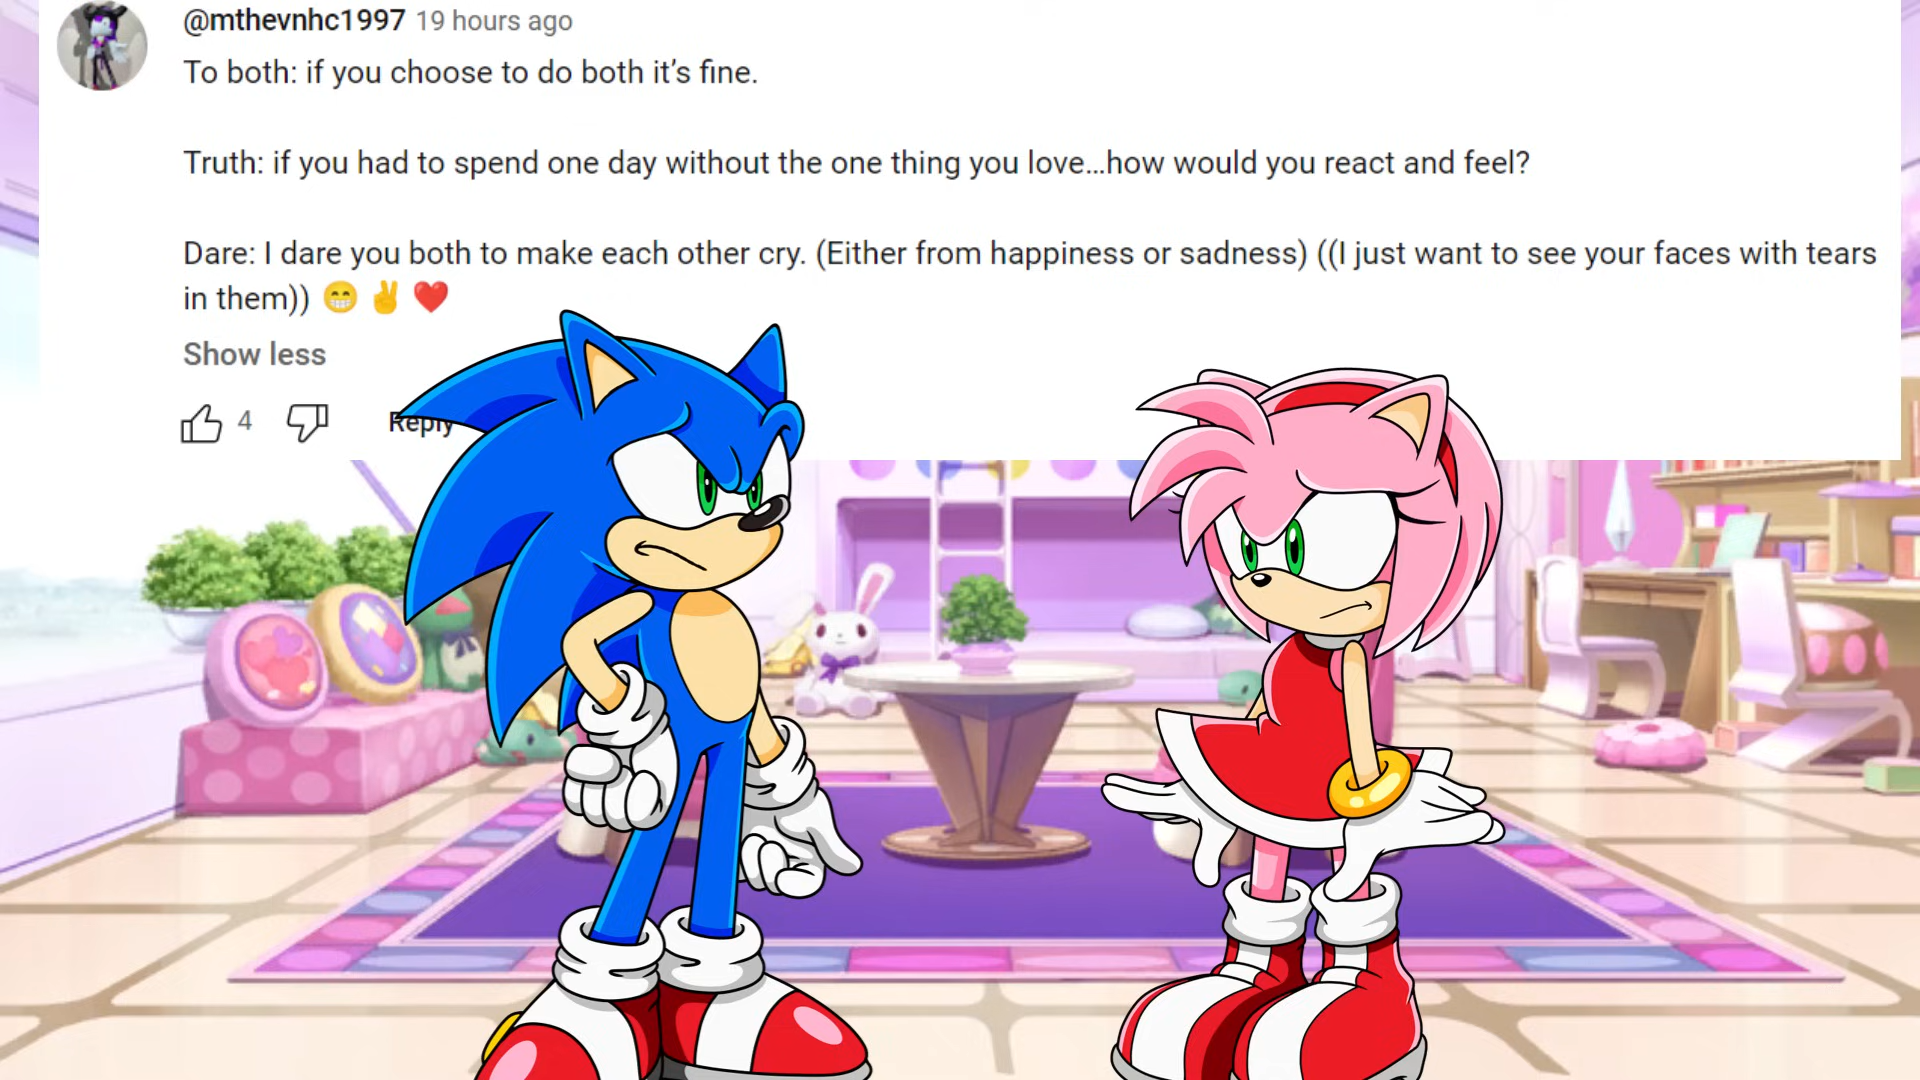 @mthevnhc1997 19 hours ago
To both: if you choose to do both it’s fine.
Truth: if you had to spend one day without the one thing you love...how would you react and feel?
Dare: I dare you both to make each other cry. (Either from happiness or sadness) ((I just want to see your faces with tears
in them)) 😁 ✌️ ❤️
Show less
4 Reply